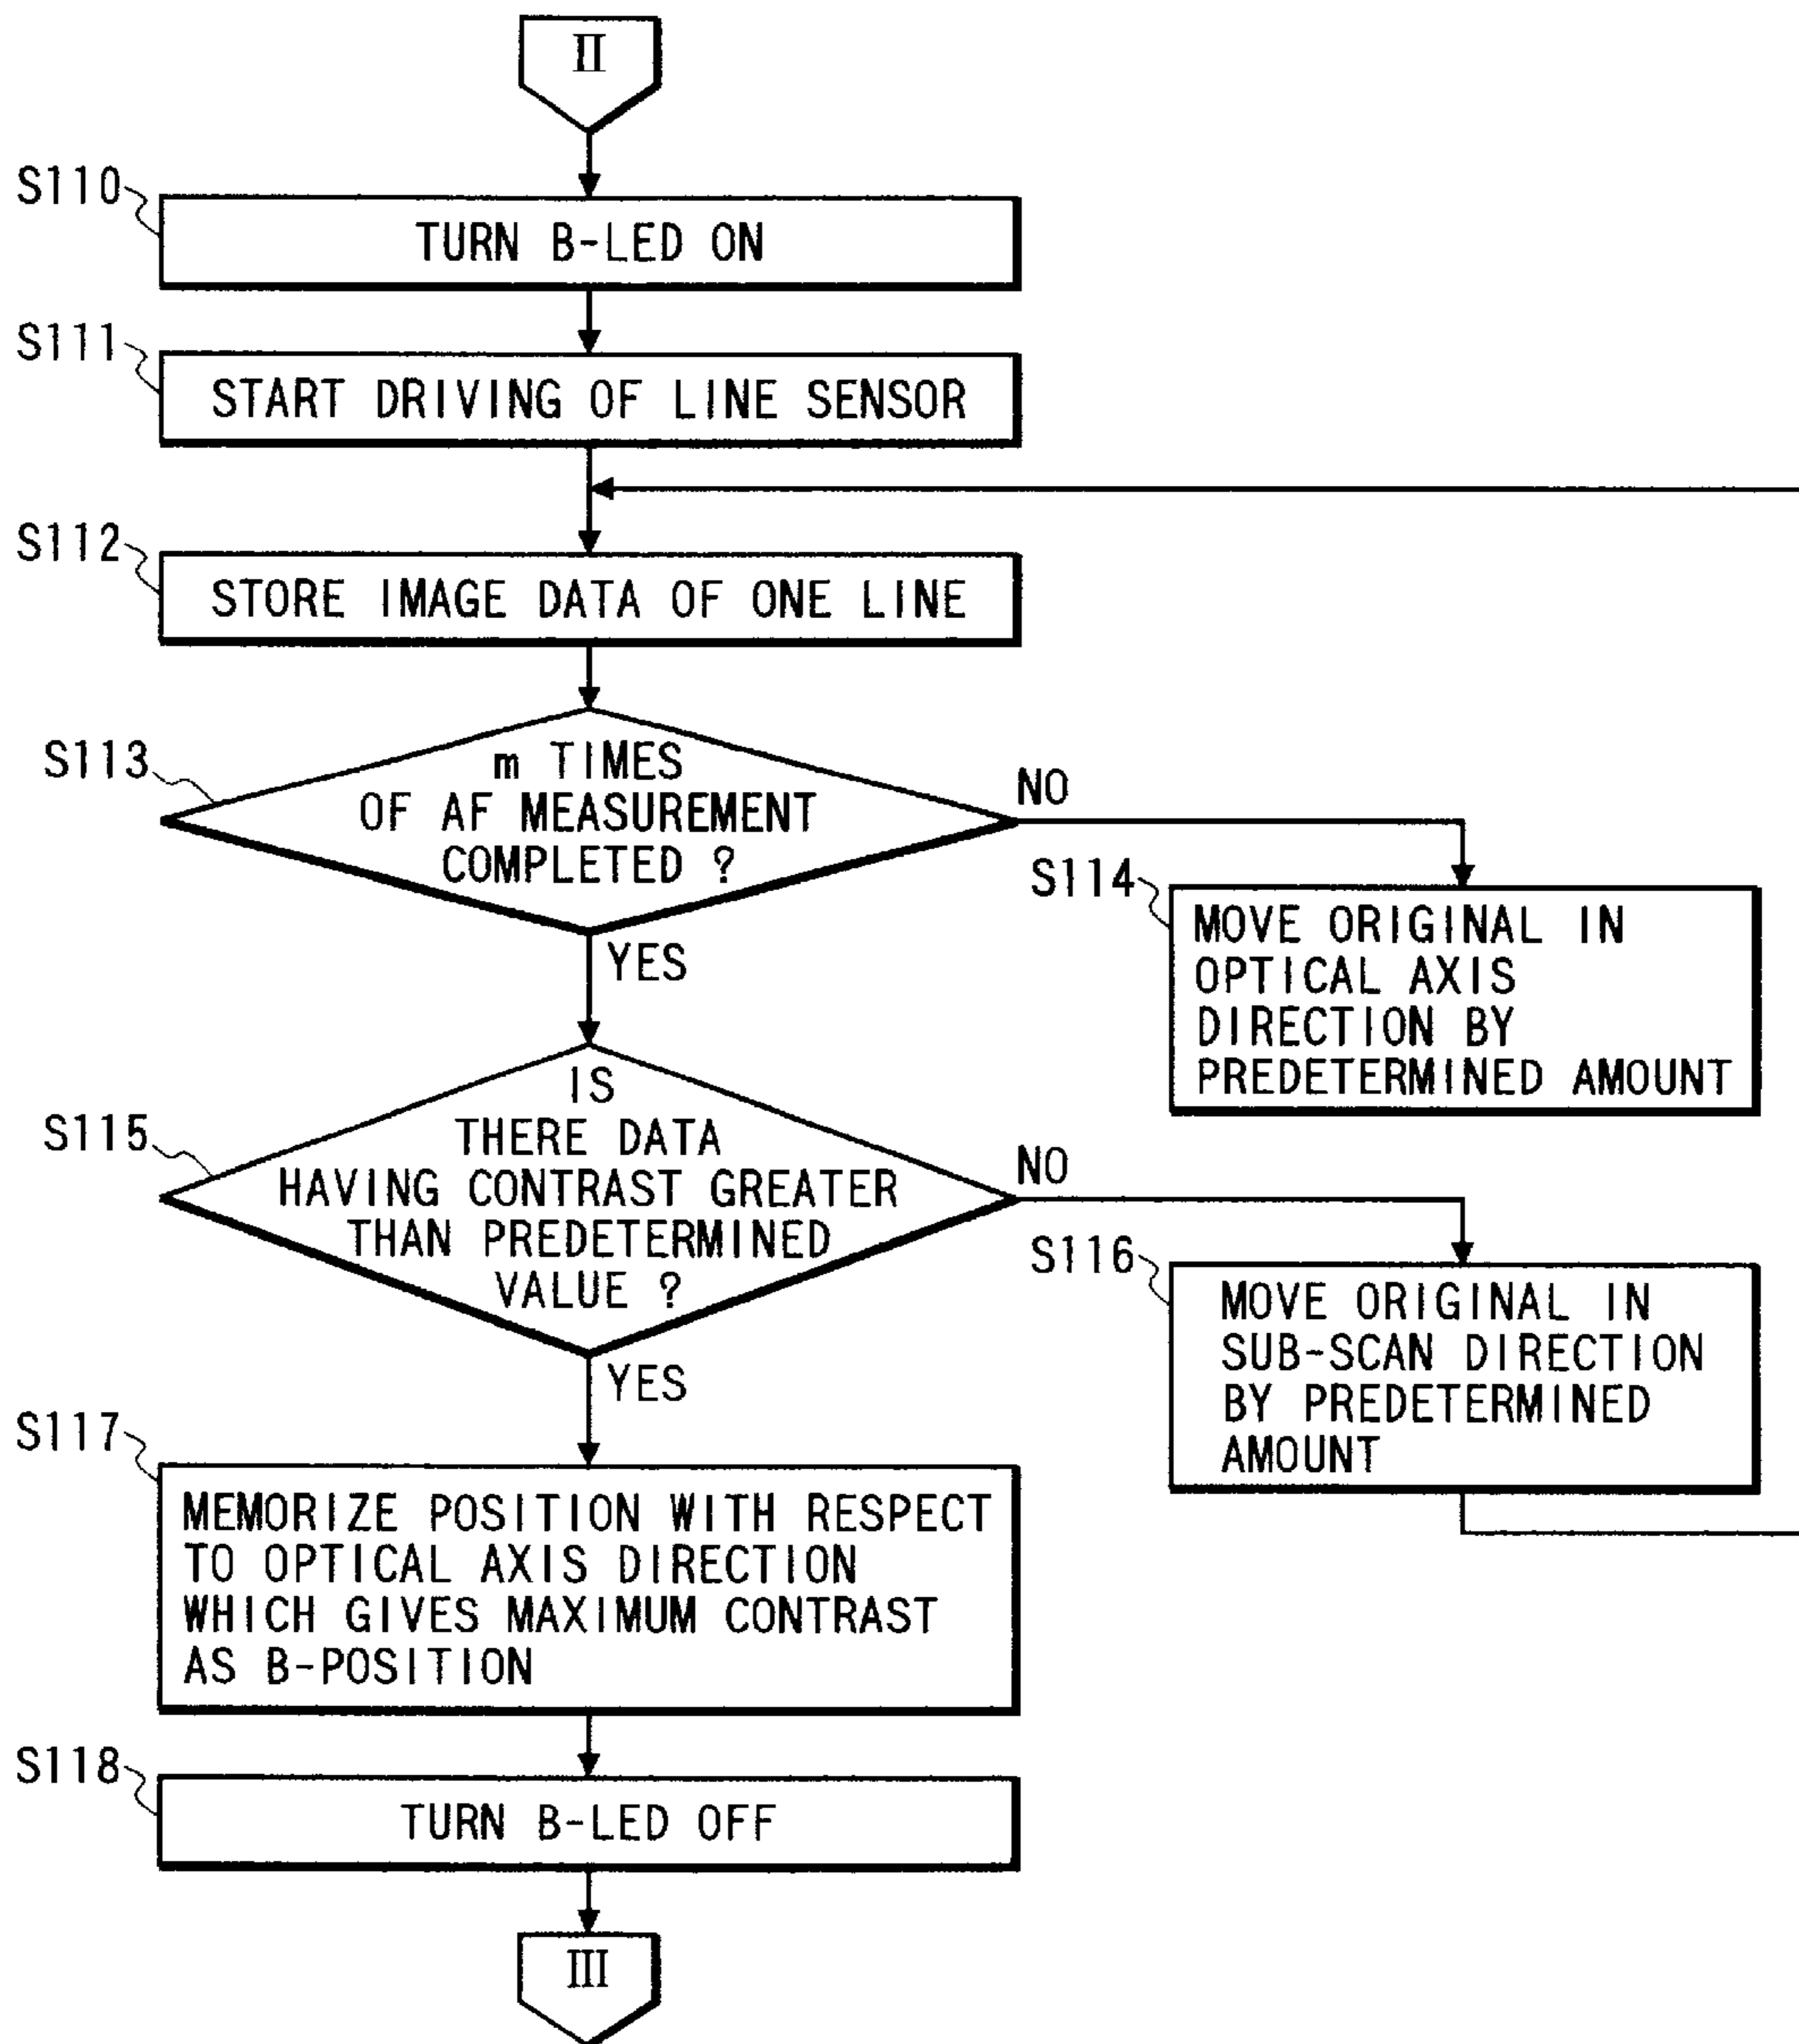 II
S110
TURN B-LED ON
S111
START DRIVING OF LINE SENSOR
S112
STORE IMAGE DATA OF ONE LINE
S113
m TIMES
OF AF MEASUREMENT
COMPLETED ?
NO
YES
S114
MOVE ORIGINAL IN
OPTICAL AXIS
DIRECTION BY
PREDETERMINED AMOUNT
S115
IS
THERE DATA
HAVING CONTRAST GREATER
THAN PREDETERMINED
VALUE ?
NO
YES
S116
MOVE ORIGINAL IN
SUB-SCAN DIRECTION
BY PREDETERMINED
AMOUNT
S117
MEMORIZE POSITION WITH RESPECT
TO OPTICAL AXIS DIRECTION
WHICH GIVES MAXIMUM CONTRAST
AS B-POSITION
S118
TURN B-LED OFF
III